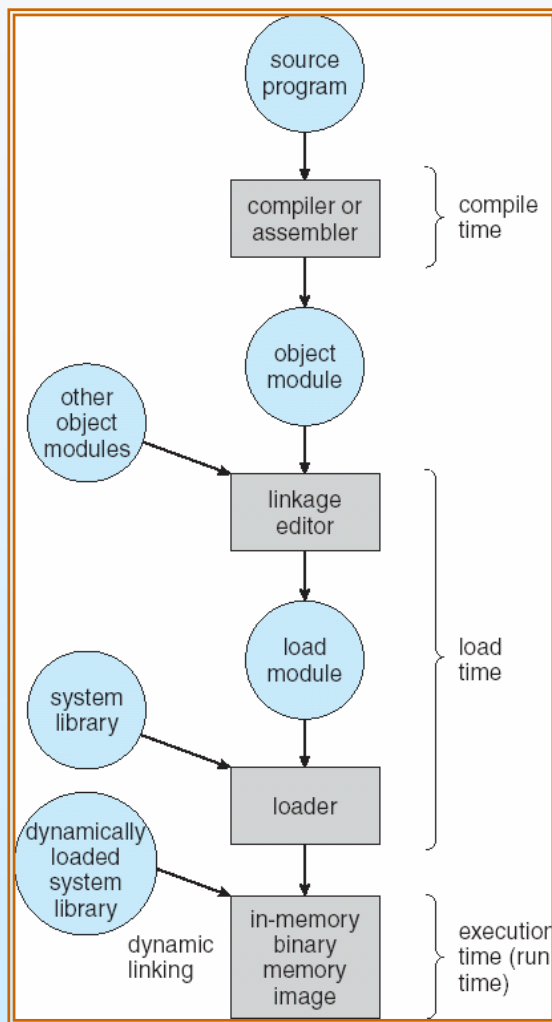 source
program
compiler or
assembler
compile
time
object
module
other
object
modules
linkage
editor
load
module
load
time
system
library
loader
dynamically
loaded
system
library
dynamic
linking
in-memory
binary
memory
image
execution
time (run
time)